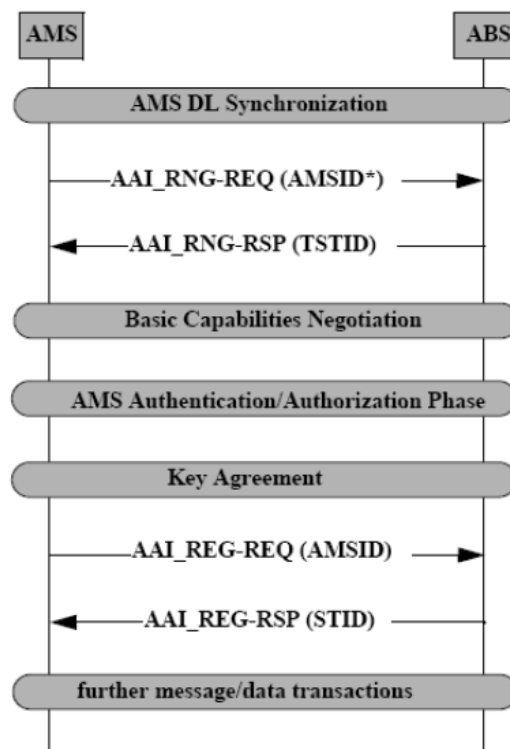 AMS
ABS
AMS DL Synchronization
AAI_RNG-REQ (AMSID*)
AAI_RNG-RSP (TSTID)
Basic Capabilities Negotiation
AMS Authentication/Authorization Phase
Key Agreement
AAI_REG-REQ (AMSID)
AAI_REG-RSP (STID)
further message/data transactions